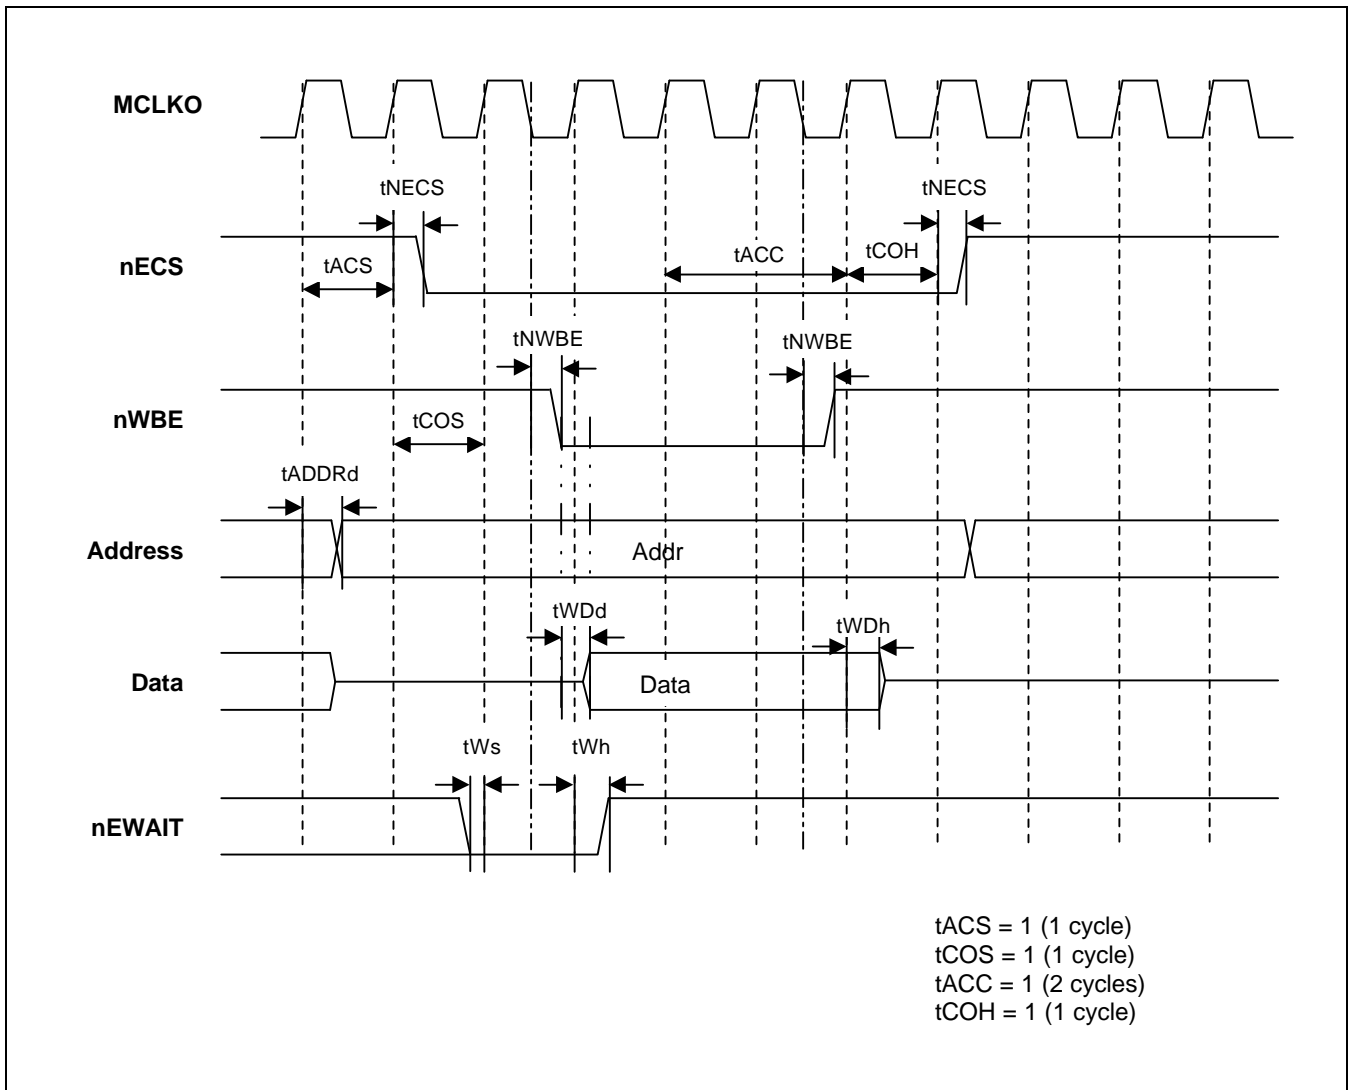 MCLKO
tNECS
tNECS
nECS
tACS
tACC
tCOH
tNWBE
tNWBE
nWBE
tCOS
tADDRd
Address
Addr
tWDd
tWDh
Data
Data
tWs
tWh
nEWAIT
tACS = 1 (1 cycle)
tCOS = 1 (1 cycle)
tACC = 1 (2 cycles)
tCOH = 1 (1 cycle)